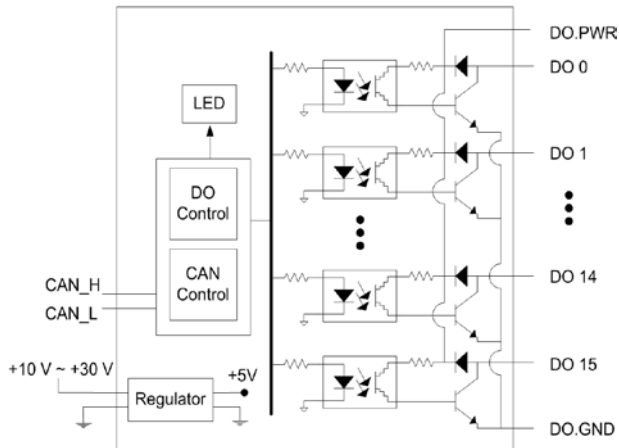 DO.PWR
DO 0
LED
DO 1
DO
Control
CAN
Control
CAN_H
CAN_L
DO 14
+10 V ~ +30 V
+5V
DO 15
Regulator
DO.GND